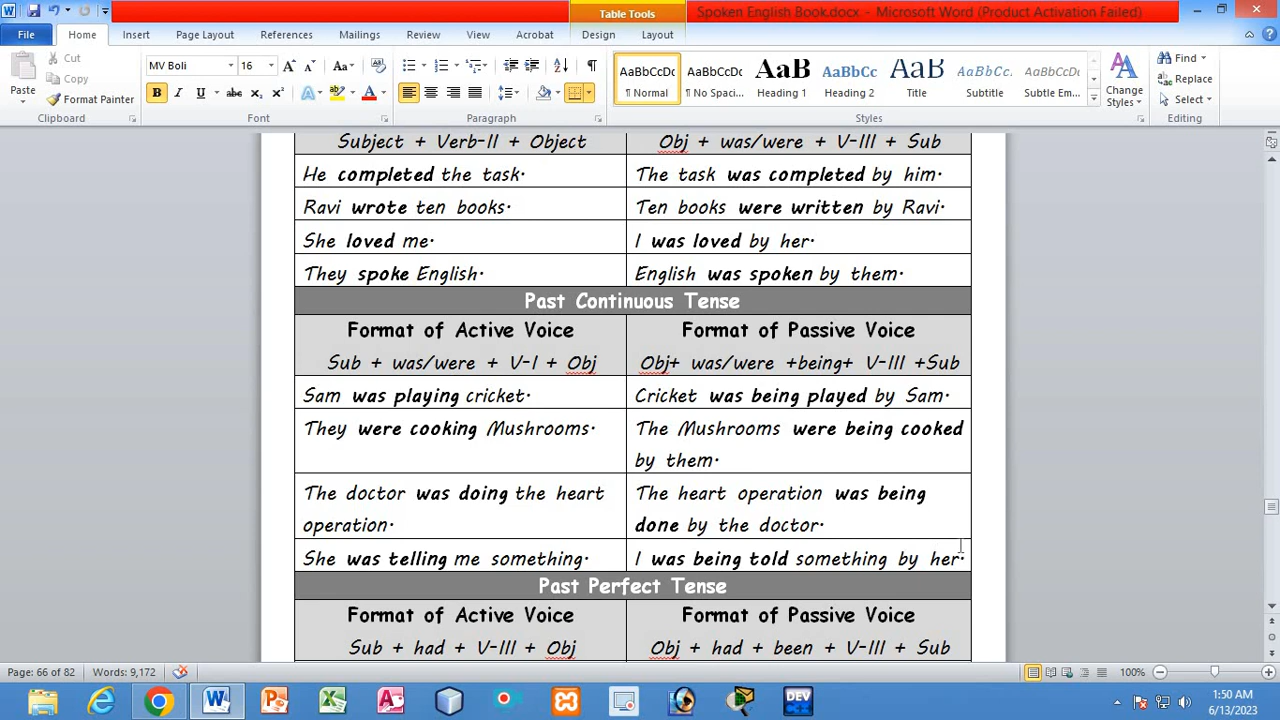 Table Tools
Spoken English Book.docx - Microsoft Word (Product Activation Failed)
File Home Insert Page Layout References Mailings Review View Acrobat Design Layout
Cut
Copy
Format Painter
Paste
Clipboard
MV Boli 16
Font
Paragraph
AaBbCcDc AaBbCcDc AaB AaBbCc AaB AaBbCcL AaBbCcDc
¶ Normal ¶ No Spaci... Heading 1 Heading 2 Title Subtitle Subtle Em...
Styles
Change Styles
Find
Replace
Select
Editing
Subject + Verb-II + Object Obj + was/were + V-III + Sub
He completed the task. The task was completed by him.
Ravi wrote ten books. Ten books were written by Ravi.
She loved me. I was loved by her.
They spoke English. English was spoken by them.
Past Continuous Tense
Format of Active Voice Format of Passive Voice
Sub + was/were + V-I + Obj Obj+ was/were +being+ V-III +Sub
Sam was playing cricket. Cricket was being played by Sam.
They were cooking Mushrooms. The Mushrooms were being cooked
by them.
The doctor was doing the heart The heart operation was being
operation. done by the doctor.
She was telling me something. I was being told something by her.
Past Perfect Tense
Format of Active Voice Format of Passive Voice
Sub + had + V-III + Obj Obj + had + been + V-III + Sub
Page: 66 of 82 Words: 9,172 100%
1:50 AM
6/13/2023